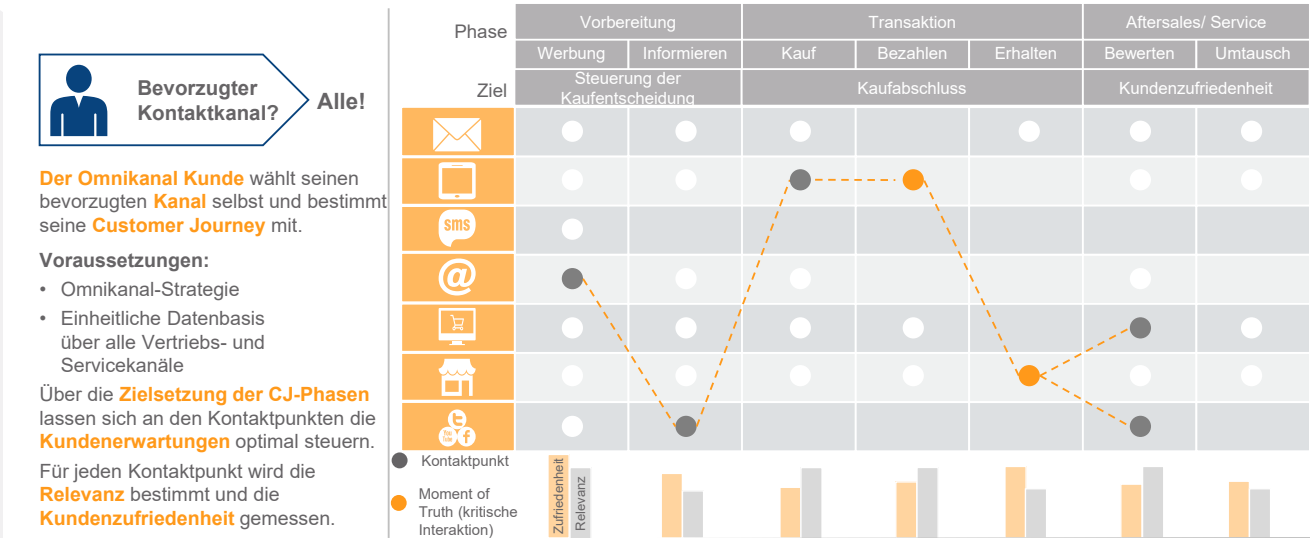 Bevorzugter
Kontaktkanal?
Alle!
Der Omnikanal Kunde wählt seinen
bevorzugten Kanal selbst und bestimmt
seine Customer Journey mit.
Voraussetzungen:
• Omnikanal-Strategie
• Einheitliche Datenbasis
über alle Vertriebs- und
Servicekanäle
Über die Zielsetzung der CJ-Phasen
lassen sich an den Kontaktpunkten die
Kundenerwartungen optimal steuern.
Für jeden Kontaktpunkt wird die
Relevanz bestimmt und die
Kundenzufriedenheit gemessen.
Phase
Vorbereitung
Transaktion
Aftersales/ Service
Werbung
Informieren
Kauf
Bezahlen
Erhalten
Bewerten
Umtausch
Ziel
Steuerung der
Kaufentscheidung
Kaufabschluss
Kundenzufriedenheit
sms
@
You
Tube
Kontaktpunkt
Moment of
Truth (kritische
Interaktion)
Zufriedenheit
Relevanz